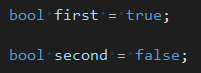 bool first = true;
bool second = false;